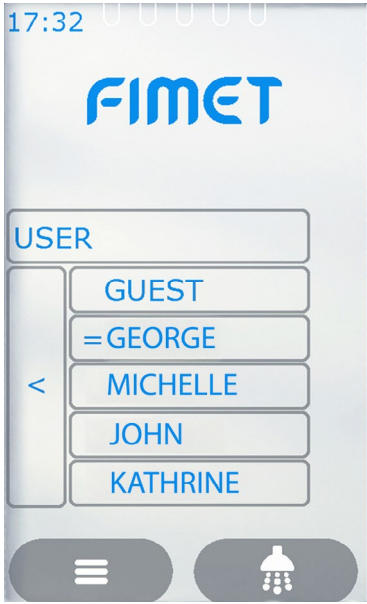 17:32
FIMET
USER
GUEST
=GEORGE
<
MICHELLE
JOHN
KATHRINE